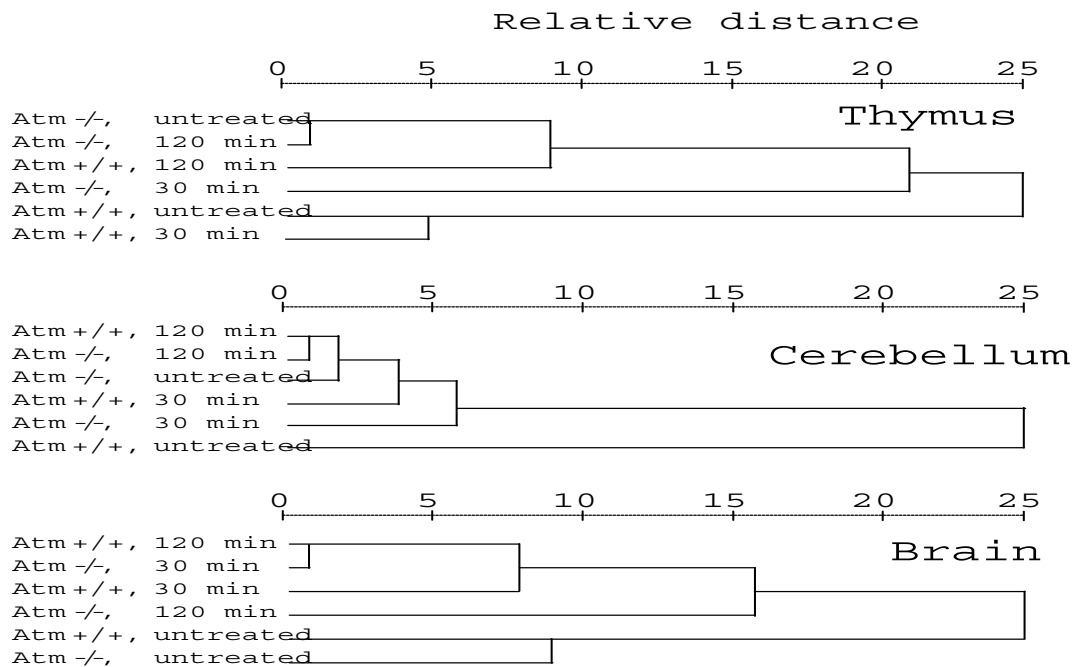 Relative distance
0 5 10 15 20 25
Thymus
Atm -/-, untreated
Atm -/-, 120 min
Atm +/+, 120 min
Atm -/-, 30 min
Atm +/+, untreated
Atm +/+, 30 min
0 5 10 15 20 25
Atm +/+, 120 min
Atm -/-, 120 min
Cerebellum
Atm -/-, untreated
Atm +/+, 30 min
Atm -/-, 30 min
Atm +/+, untreated
0 5 10 15 20 25
Atm +/+, 120 min
Brain
Atm -/-, 30 min
Atm +/+, 30 min
Atm -/-, 120 min
Atm +/+, untreated
Atm -/-, untreated